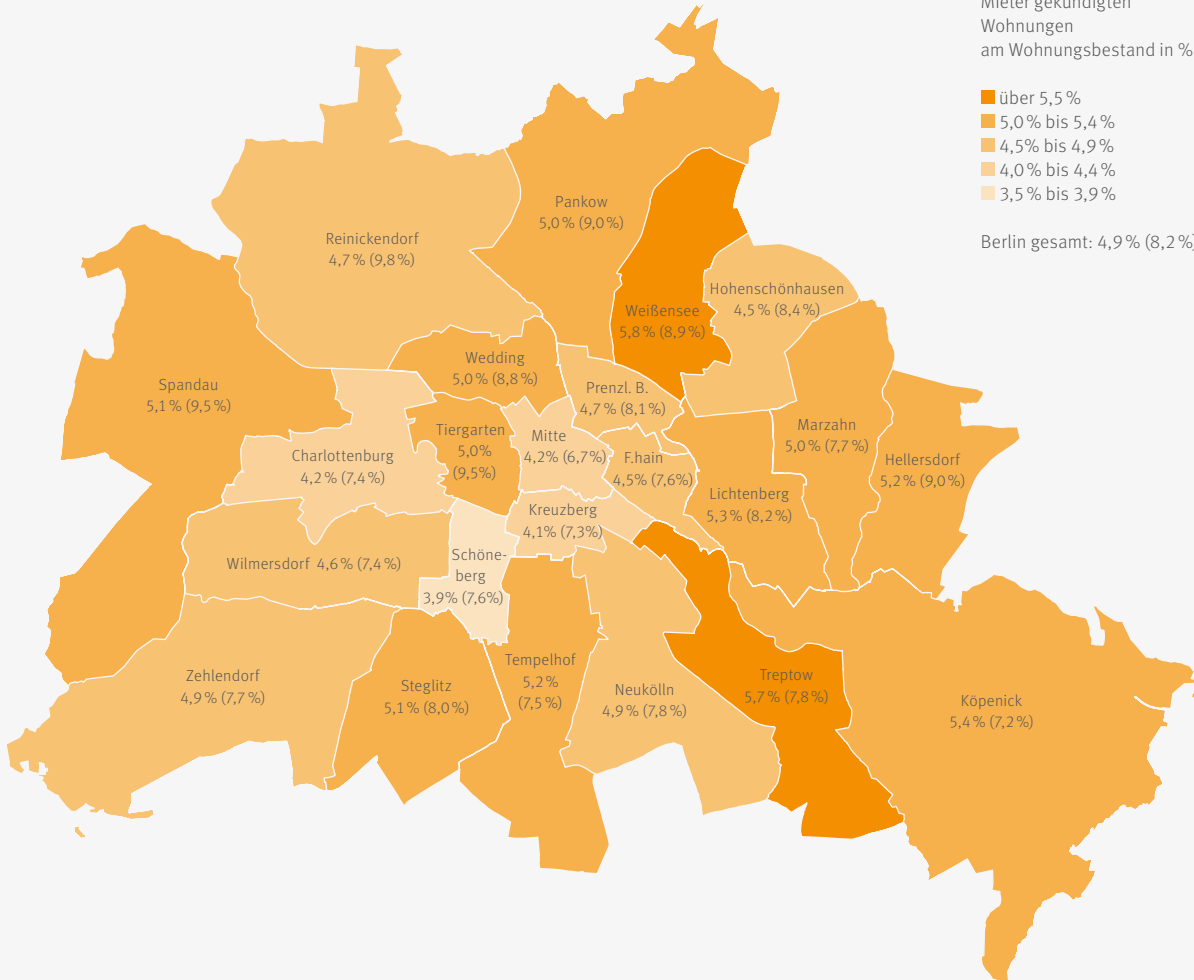 Mieter gekündigten
Wohnungen
am Wohnungsbestand in %
über 5,5 %
5,0 % bis 5,4 %
4,5% bis 4,9 %
4,0 % bis 4,4 %
3,5 % bis 3,9 %
Berlin gesamt: 4,9 % (8,2 %)
Pankow
5,0 % (9,0 %)
Reinickendorf
4,7 % (9,8 %)
Hohenschönhausen
4,5 % (8,4 %)
Weißensee
5,8 % (8,9 %)
Wedding
5,0 % (8,8 %)
Spandau
5,1 % (9,5 %)
Prenzl. B.
4,7 % (8,1 %)
Tiergarten
5,0%
(9,5%)
Mitte
4,2% (6,7%)
Marzahn
5,0 % (7,7 %)
Charlottenburg
4,2 % (7,4 %)
F.hain
4,5% (7,6%)
Hellersdorf
5,2 % (9,0 %)
Lichtenberg
5,3 % (8,2 %)
Kreuzberg
4,1% (7,3%)
Wilmersdorf 4,6 % (7,4 %)
Schöne-
berg
3,9% (7,6%)
Tempelhof
5,2 %
(7,5 %)
Zehlendorf
4,9 % (7,7 %)
Steglitz
5,1 % (8,0 %)
Neukölln
4,9 % (7,8 %)
Treptow
5,7 % (7,8 %)
Köpenick
5,4 % (7,2 %)